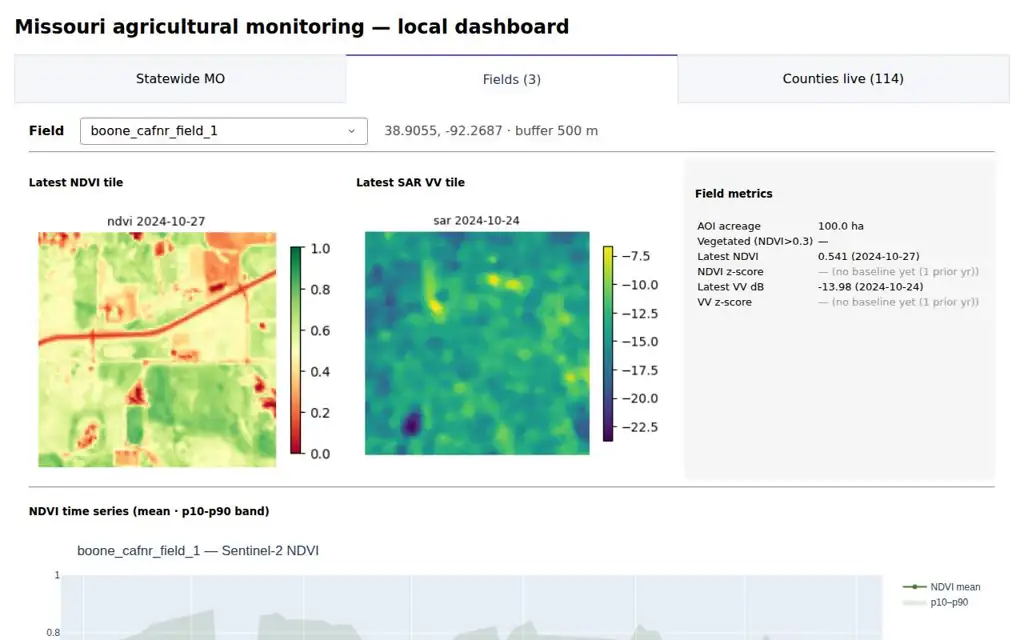 Missouri agricultural monitoring — local dashboard
Statewide MO
Fields (3)
Counties live (114)
Field
boone_cafnr_field_1
38.9055, -92.2687 · buffer 500 m
Latest NDVI tile
Latest SAR VV tile
Field metrics
ndvi 2024-10-27
1.0
0.8
0.6
0.4
0.2
0.0
sar 2024-10-24
−7.5
−10.0
−12.5
−15.0
−17.5
−20.0
−22.5
AOI acreage 100.0 ha
Vegetated (NDVI>0.3) —
Latest NDVI 0.541 (2024-10-27)
NDVI z-score — (no baseline yet (1 prior yr))
Latest VV dB -13.98 (2024-10-24)
VV z-score — (no baseline yet (1 prior yr))
NDVI time series (mean · p10-p90 band)
boone_cafnr_field_1 — Sentinel-2 NDVI
1
0.8
NDVI mean
p10–p90